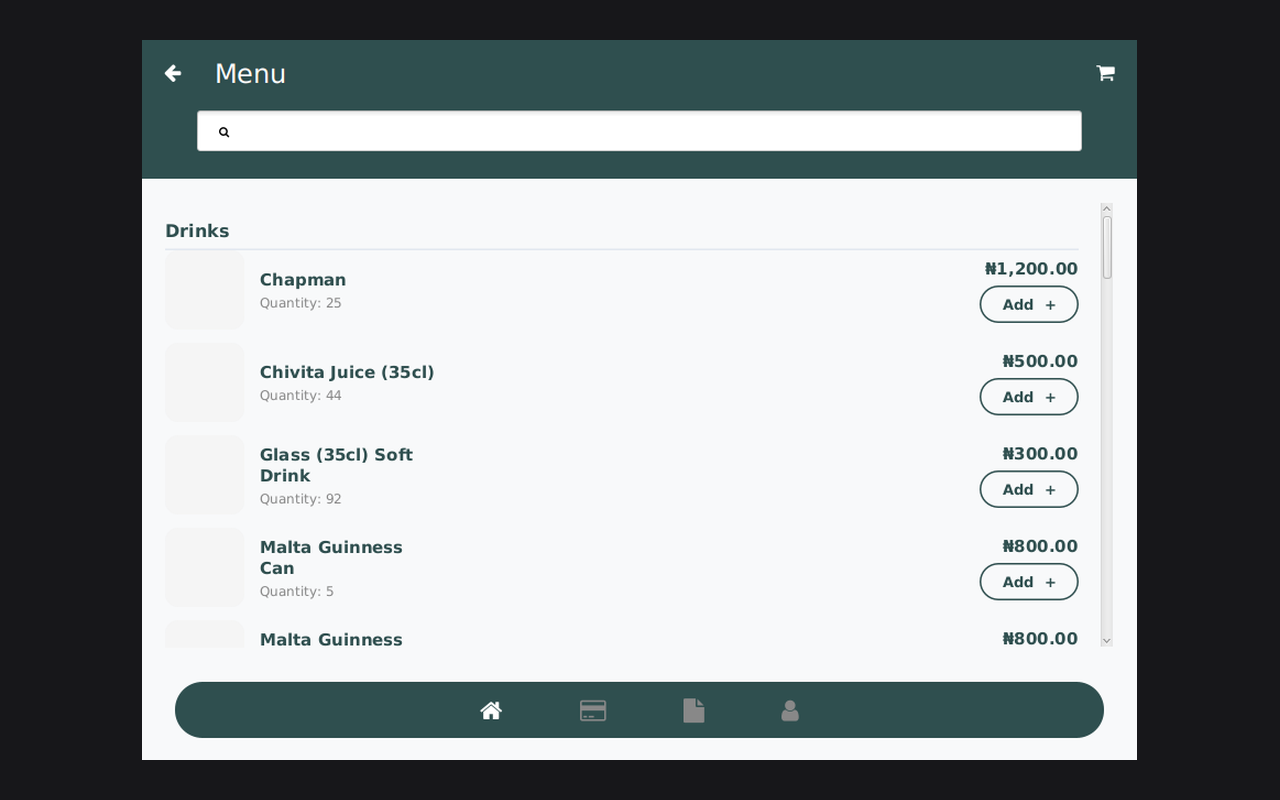 Menu
Drinks
Chapman
Quantity: 25
₦1,200.00
Add +
Chivita Juice (35cl)
Quantity: 44
₦500.00
Add +
Glass (35cl) Soft
Drink
Quantity: 92
₦300.00
Add +
Malta Guinness
Can
Quantity: 5
₦800.00
Add +
Malta Guinness
₦800.00